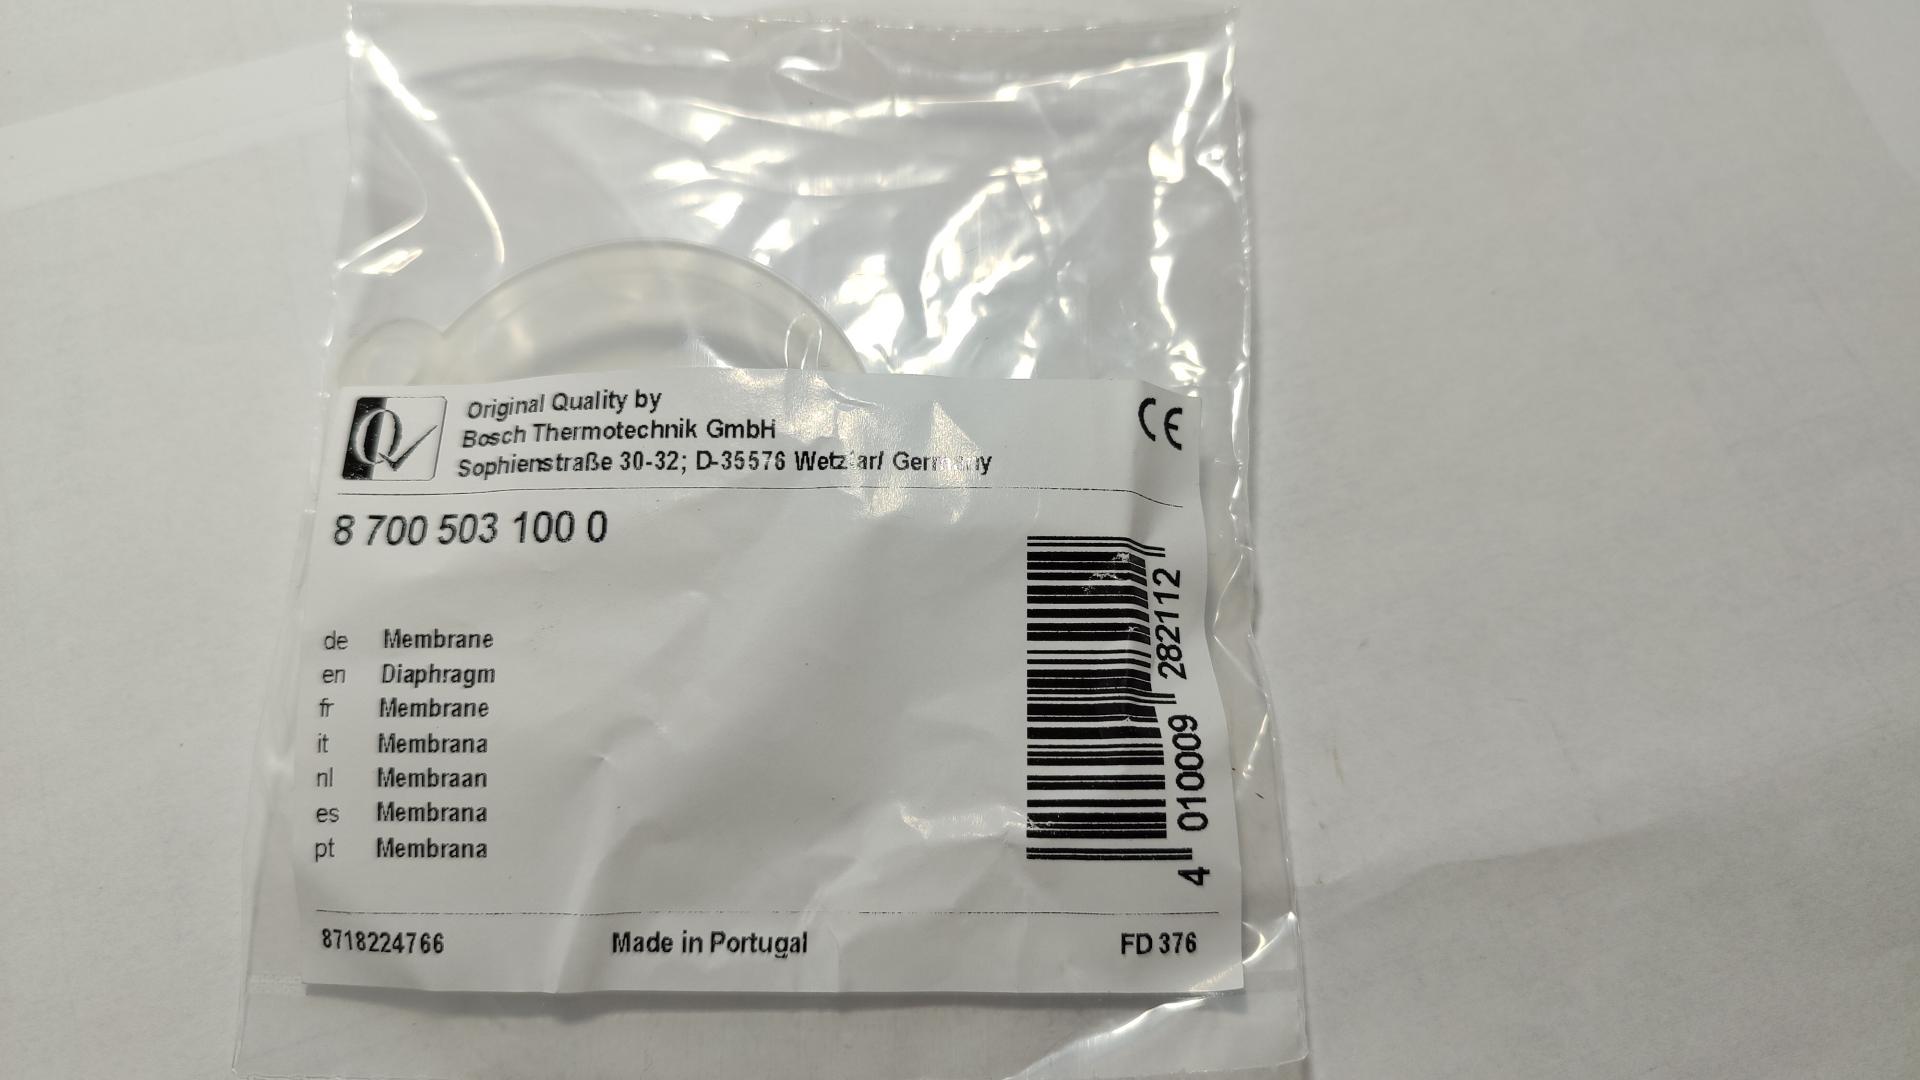 Original Quality by
Bosch Thermotechnik GmbH
Sophienstraße 30-32; D-35576 Wetzlar/ Germany
CE
8 700 503 100 0
de Membrane
en Diaphragm
fr Membrane
it Membrana
nl Membraan
es Membrana
pt Membrana
4 010009 282112
8718224766 Made in Portugal FD 376